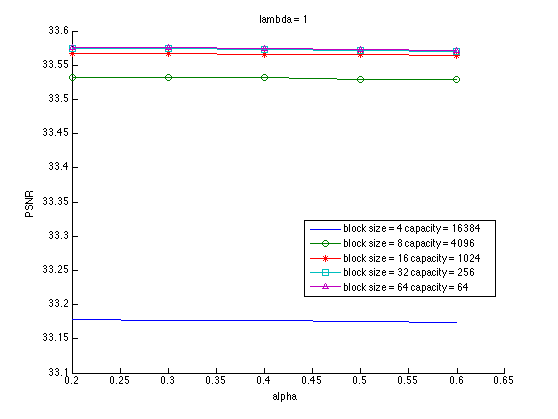 lambda = 1
33.6
33.55
33.5
33.45
33.4
33.35
33.3
33.25
33.2
33.15
33.1
PSNR
block size = 4 capacity = 16384
block size = 8 capacity = 4096
block size = 16 capacity = 1024
block size = 32 capacity = 256
block size = 64 capacity = 64
0.2 0.25 0.3 0.35 0.4 0.45 0.5 0.55 0.6 0.65
alpha